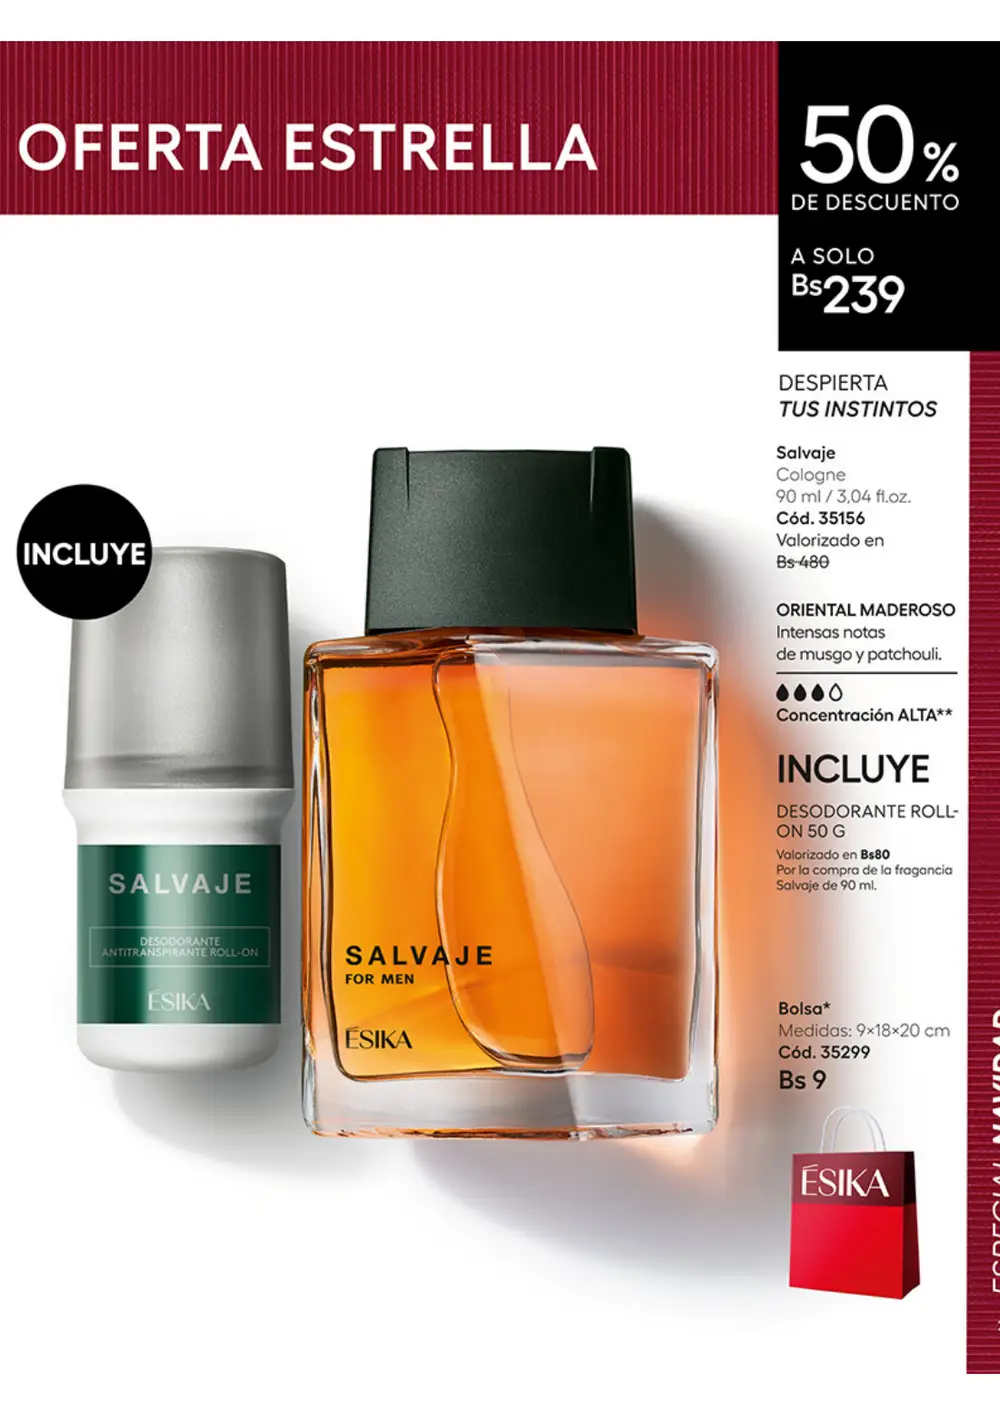 OFERTA ESTRELLA
50%
DE DESCUENTO
A SOLO
Bs239
DESPIERTA
TUS INSTINTOS
Salvaje
Cologne
90 ml / 3,04 fl.oz.
Cód. 35156
Valorizado en
Bs 480
ORIENTAL MADEROSO
Intensas notas
de musgo y patchouli.
Concentración ALTA**
INCLUYE
DESODORANTE ROLL-
ON 50 G
Valorizado en Bs80
Por la compra de la fragancia
Salvaje de 90 ml.
INCLUYE
SALVAJE
DESODORANTE
ANTITRANSPIRANTE ROLL-ON
ÉSIKA
SALVAJE
FOR MEN
ÉSIKA
Bolsa*
Medidas: 9×18×20 cm
Cód. 35299
Bs 9
ÉSIKA
ESPECIAL NAVIDAD